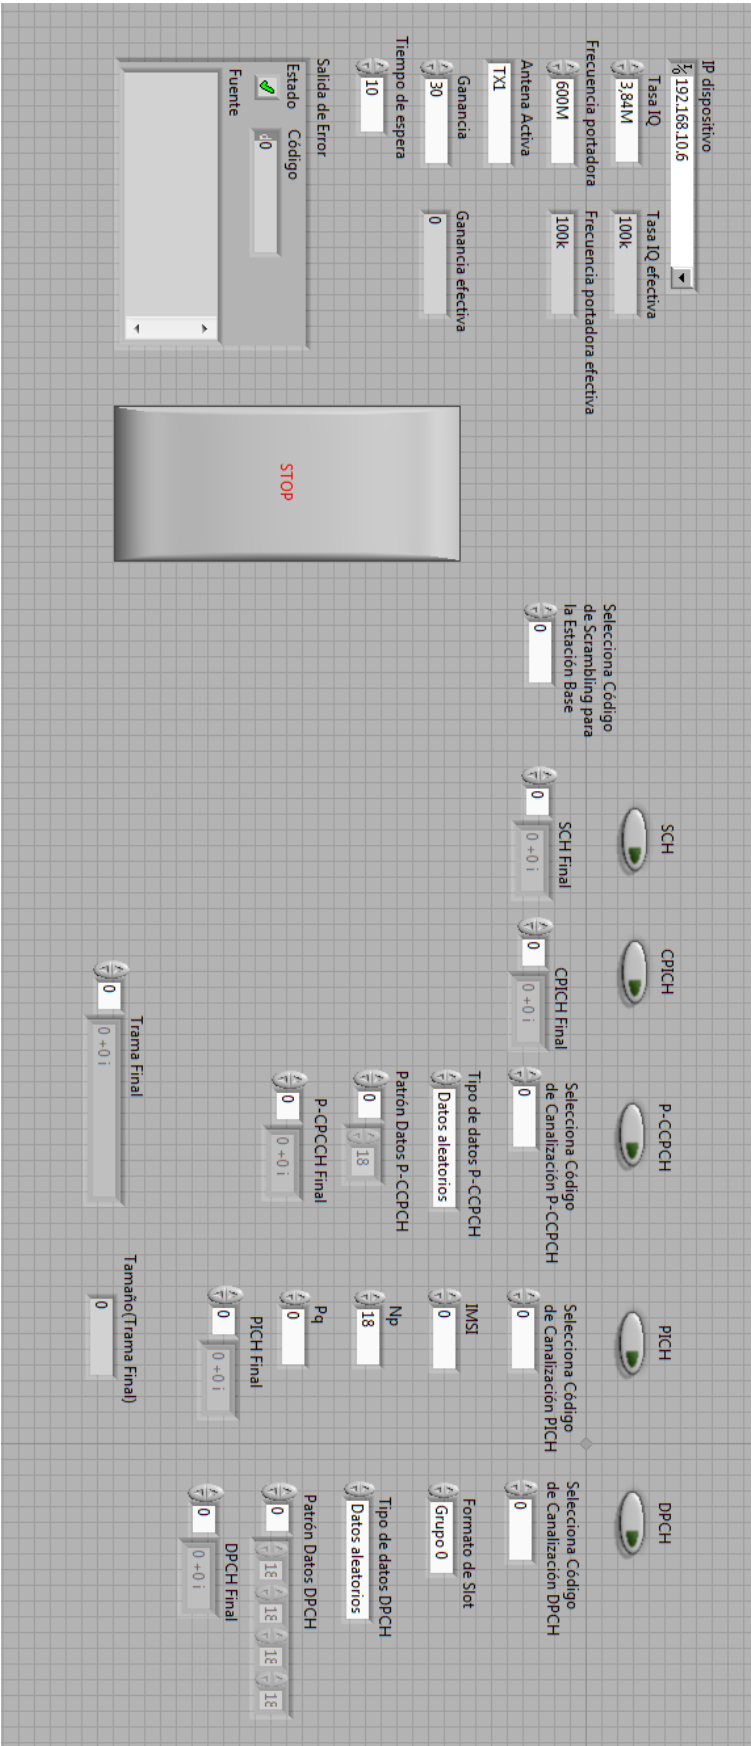 IP dispositivo
192.168.10.6
Tasa IQ
3,84M
Tasa IQ efectiva
100k
Frecuencia portadora
600M
Frecuencia portadora efectiva
100k
Antena Activa
TX1
Ganancia
30
Ganancia efectiva
0
Tiempo de espera
10
Salida de Error
Estado
Código
d0
Fuente
STOP
Selecciona Código
de Scrambling para
la Estación Base
0
SCH
SCH Final
0
0 +0 i
CPICH
CPICH Final
0
0 +0 i
P-CCPCH
Selecciona Código
de Canalización P-CCPCH
0
Tipo de datos P-CCPCH
Datos aleatorios
Patrón Datos P-CCPCH
0
18
P-CPCCH Final
0
0 +0 i
PICH
Selecciona Código
de Canalización PICH
0
IMSI
0
Np
18
Pq
0
PICH Final
0
0 +0 i
DPCH
Selecciona Código
de Canalización DPCH
0
Formato de Slot
Grupo 0
Tipo de datos DPCH
Datos aleatorios
Patrón Datos DPCH
0
18
18
18
18
DPCH Final
0
0 +0 i
Trama Final
0
0 +0 i
Tamaño(Trama Final)
0